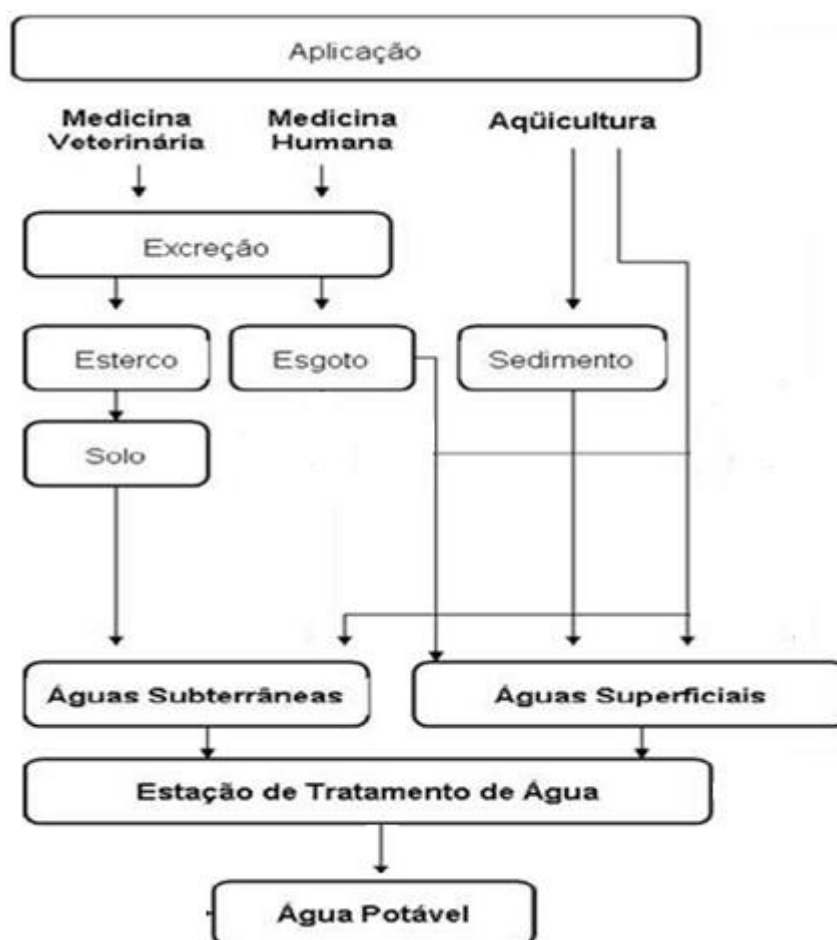 Aplicação
Medicina
Veterinária
Medicina
Humana
Aqüicultura
Excreção
Esterco
Esgoto
Sedimento
Solo
Águas Subterrâneas
Águas Superficiais
Estação de Tratamento de Água
Água Potável